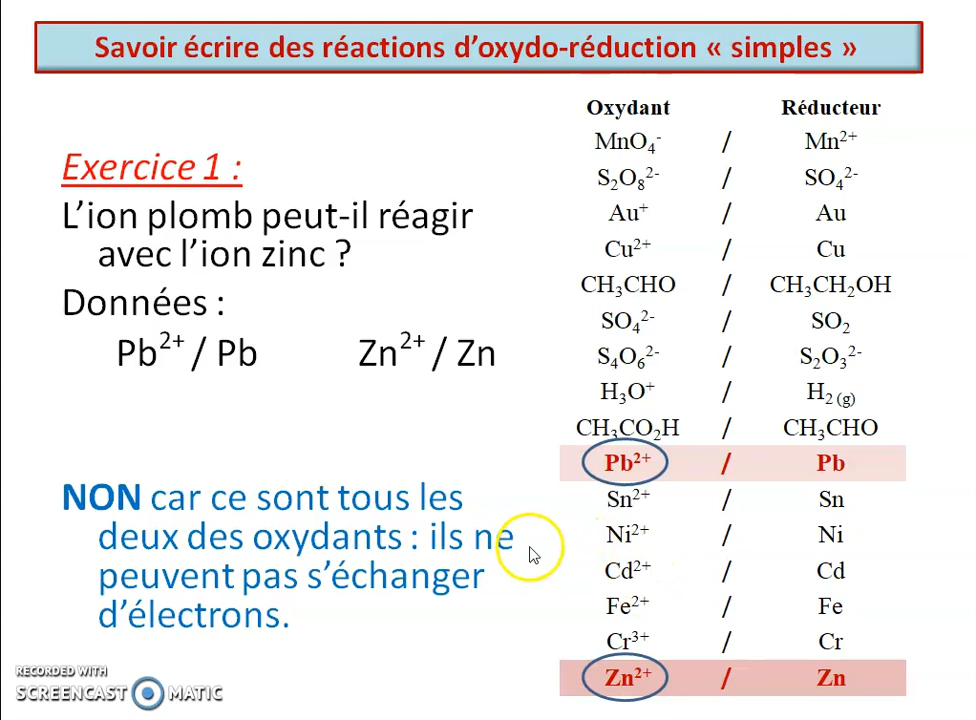 Savoir écrire des réactions d'oxydo-réduction « simples »
Exercice 1 :
L'ion plomb peut-il réagir
avec l'ion zinc ?
Données :
Pb²⁺ / Pb Zn²⁺ / Zn
NON car ce sont tous les
deux des oxydants : ils ne
peuvent pas s'échanger
d'électrons.
Oxydant Réducteur
MnO₄⁻ / Mn²⁺
S₂O₈²⁻ / SO₄²⁻
Au⁺ / Au
Cu²⁺ / Cu
CH₃CHO / CH₃CH₂OH
SO₄²⁻ / SO₂
S₄O₆²⁻ / S₂O₃²⁻
H₃O⁺ / H₂ (g)
CH₃CO₂H / CH₃CHO
Pb²⁺ / Pb
Sn²⁺ / Sn
Ni²⁺ / Ni
Cd²⁺ / Cd
Fe²⁺ / Fe
Cr³⁺ / Cr
Zn²⁺ / Zn
RECORDED WITH
SCREENCAST MATIC